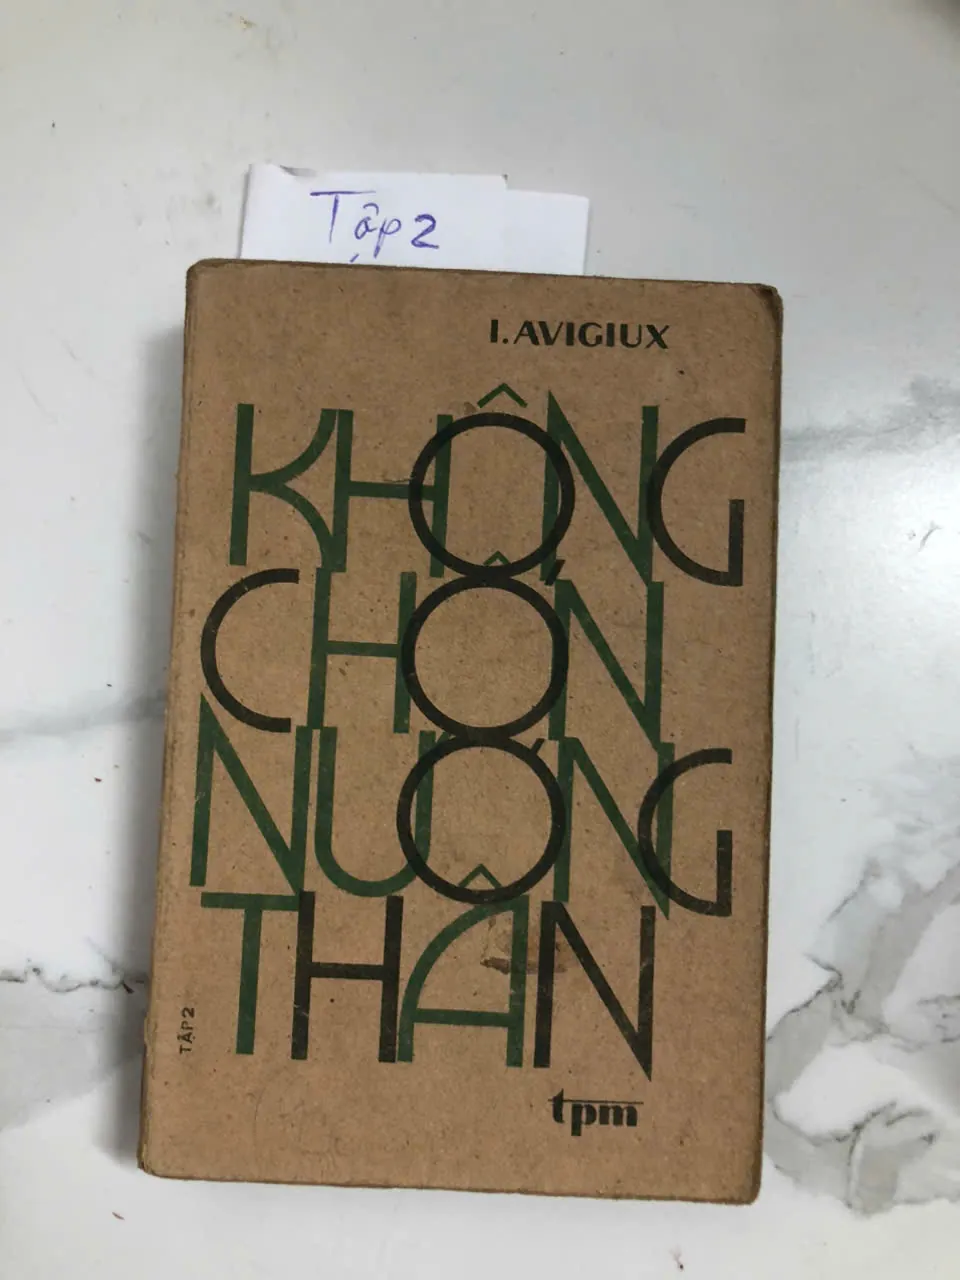 Tập 2
I. AVIGIUX
KHÔNG
CHỐN
NƯƠNG
THÂN
TẬP 2
tpm